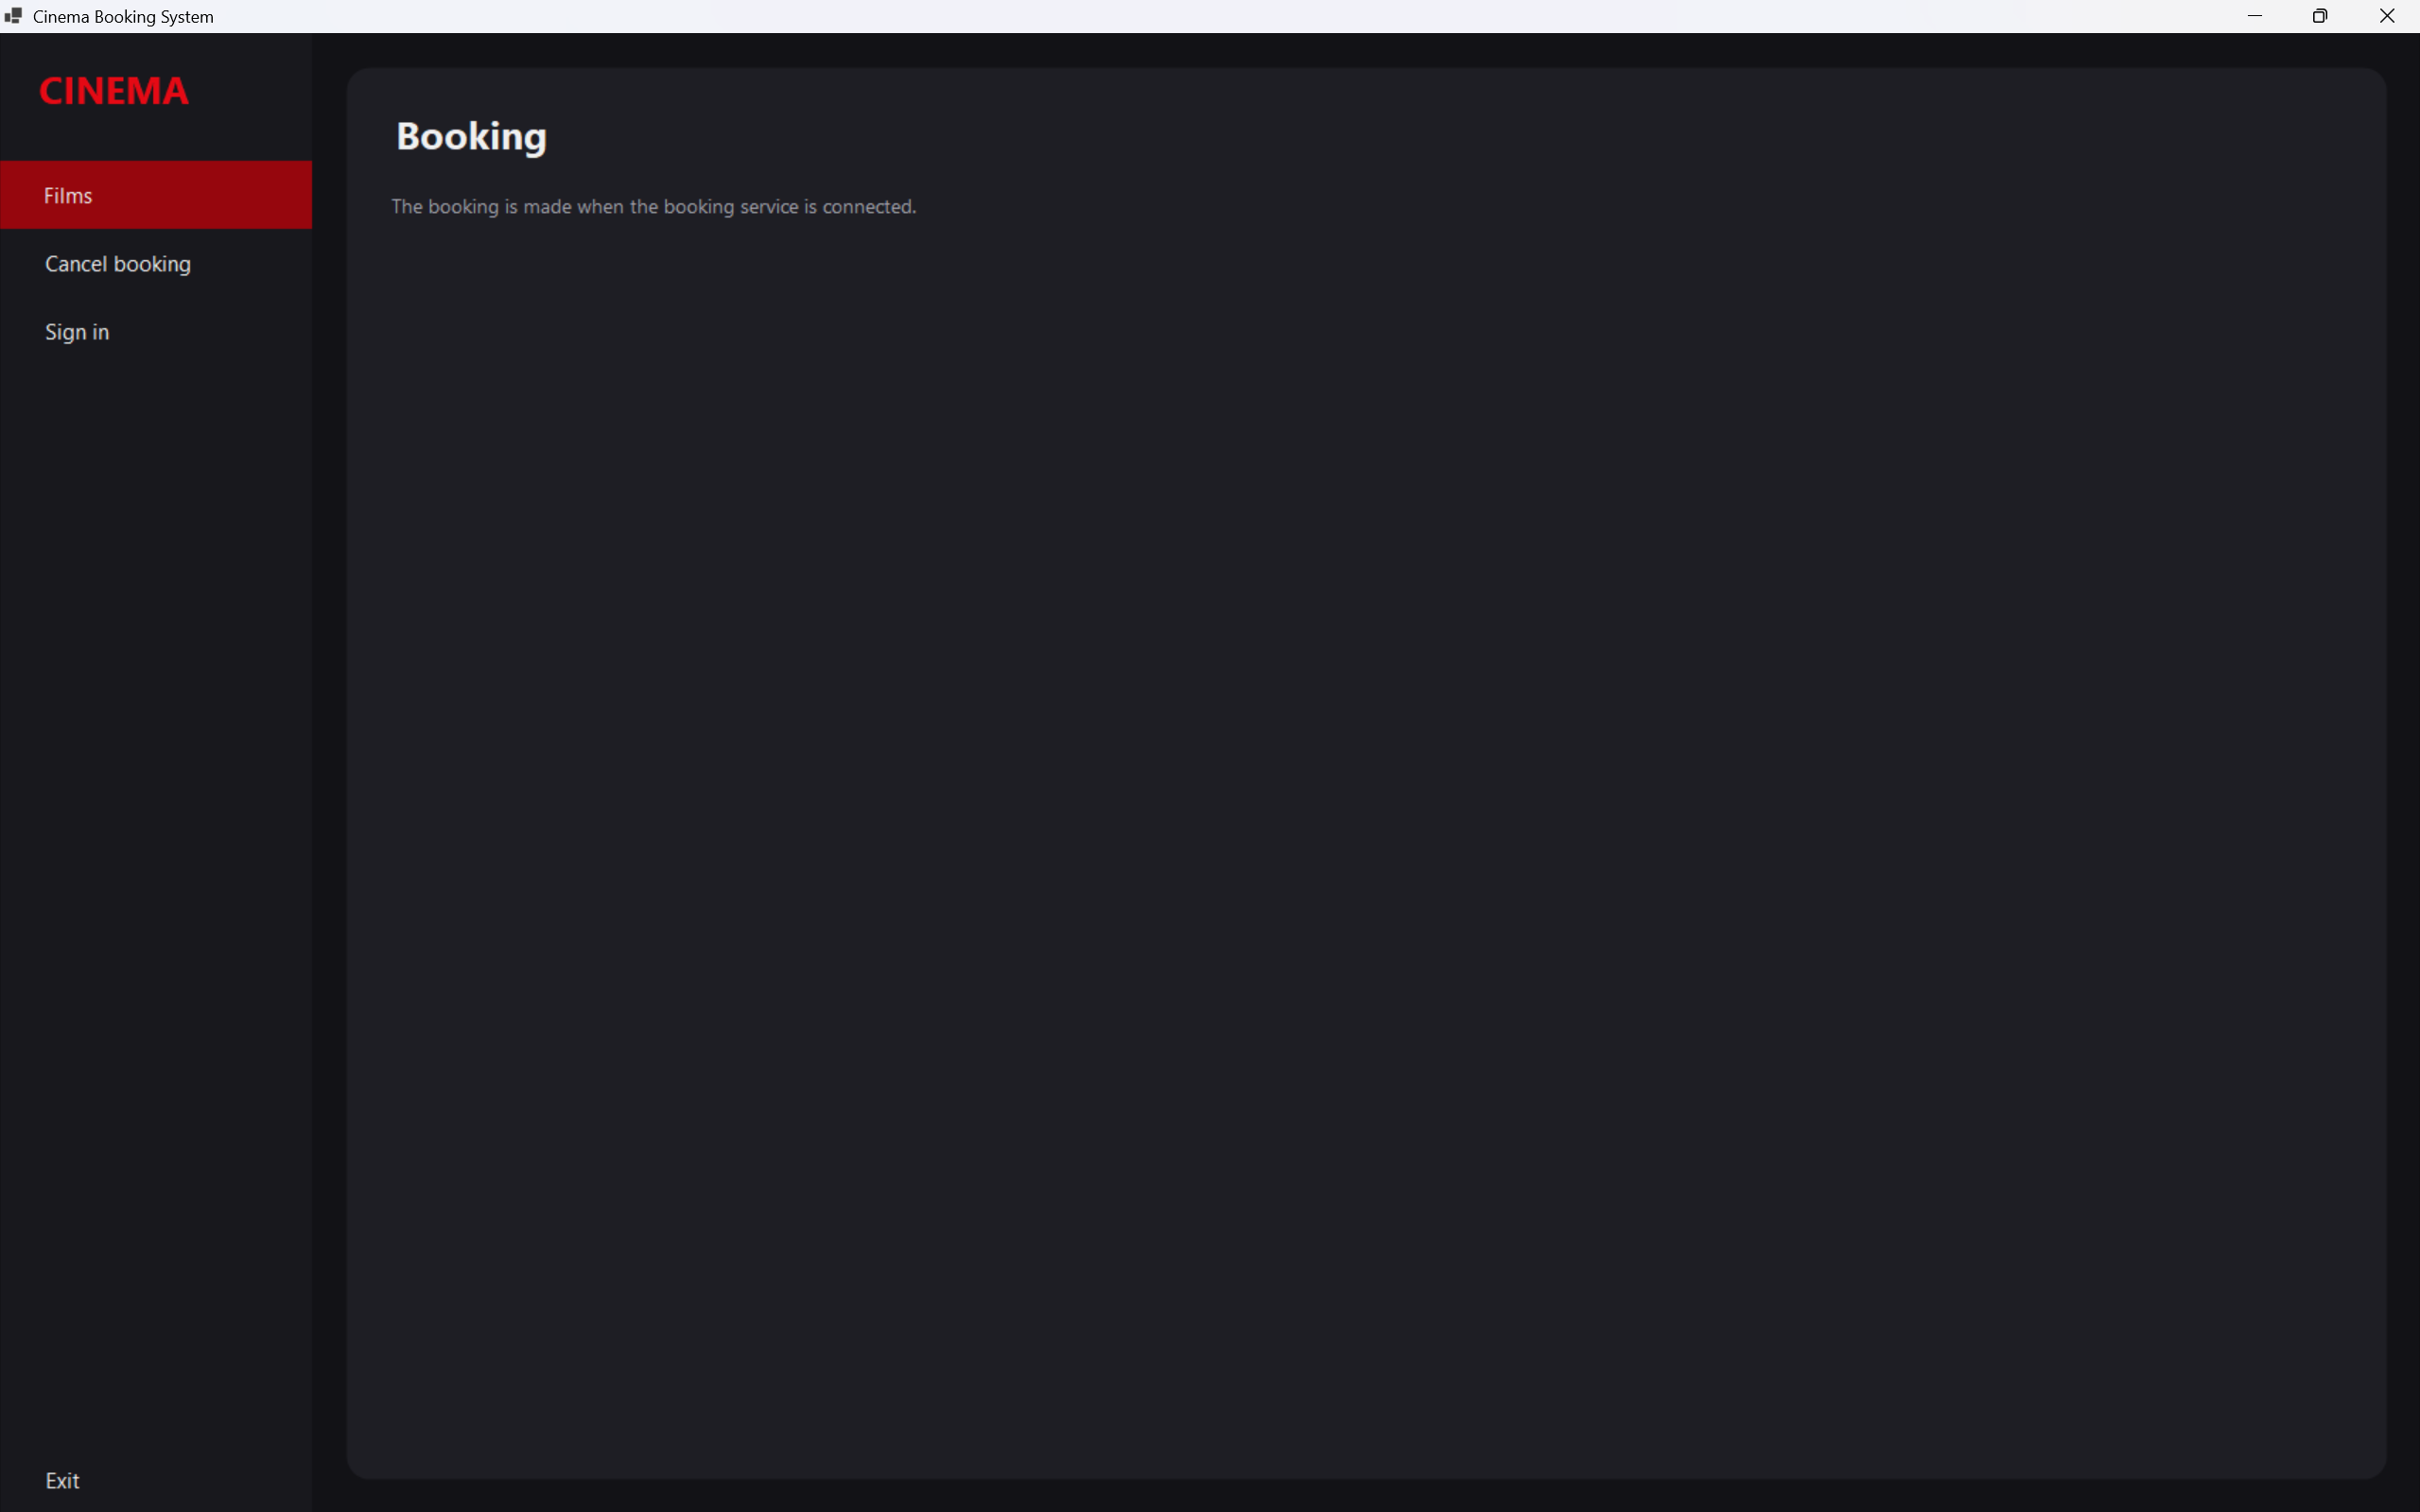 Cinema Booking System
CINEMA
Films
Cancel booking
Sign in
Exit
Booking
The booking is made when the booking service is connected.